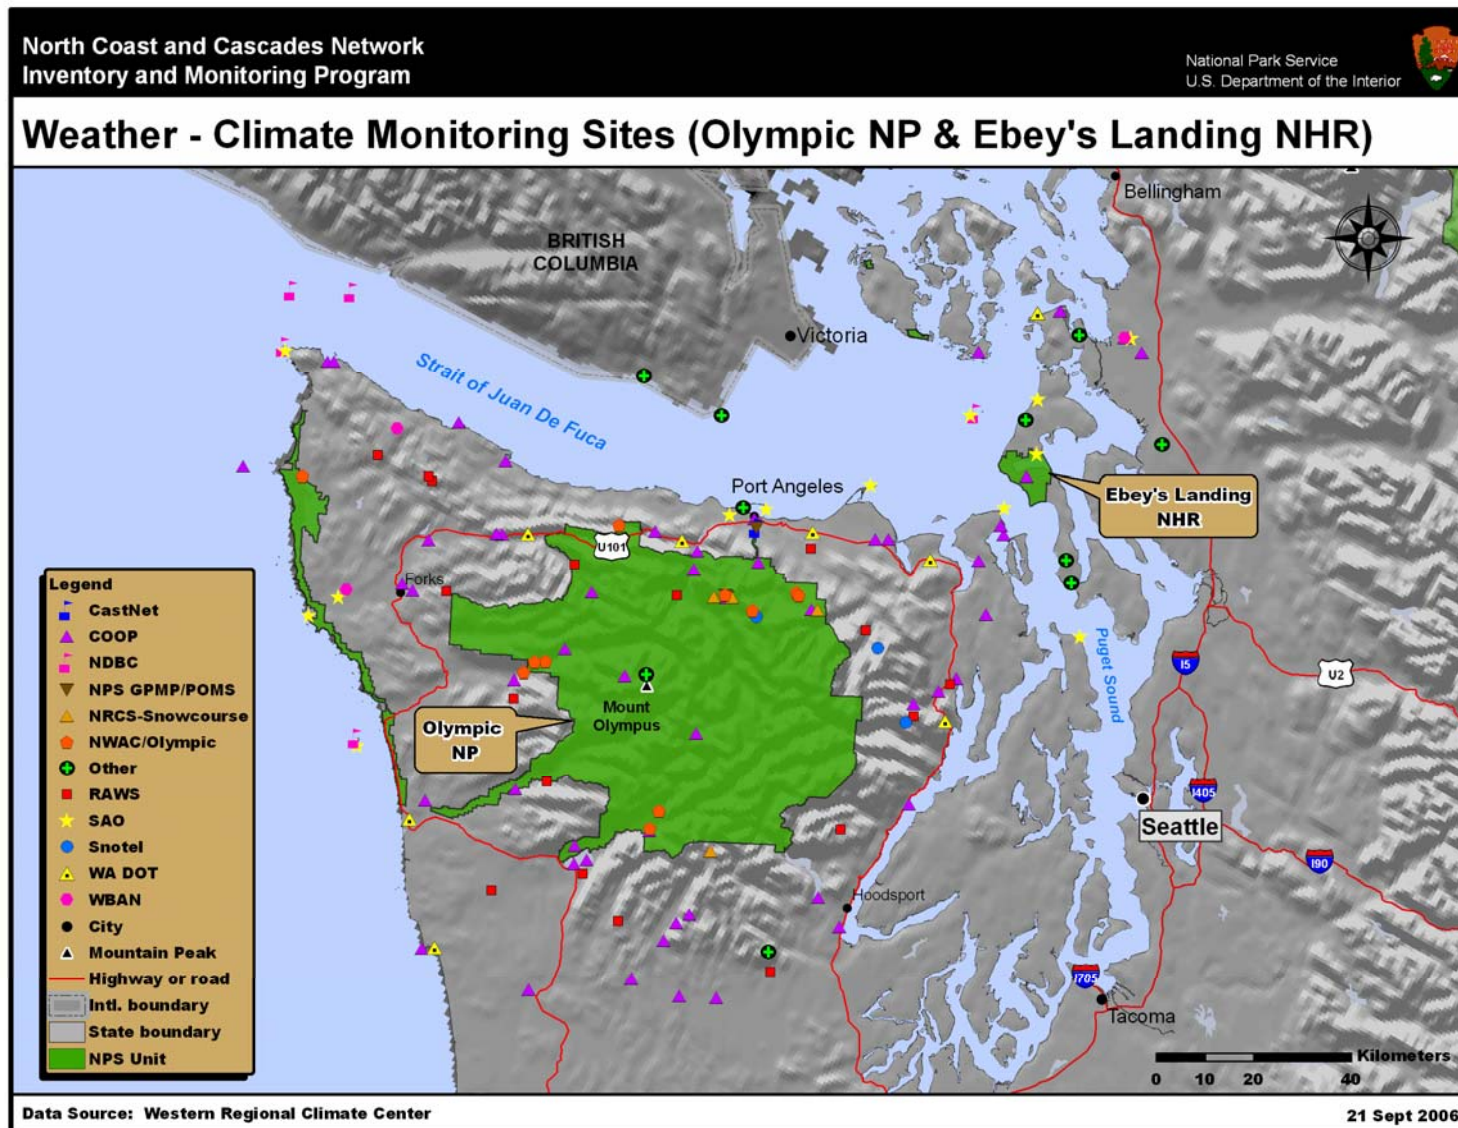 North Coast and Cascades Network
Inventory and Monitoring Program
National Park Service
U.S. Department of the Interior
Weather - Climate Monitoring Sites (Olympic NP & Ebey's Landing NHR)
Bellingham
BRITISH
COLUMBIA
Victoria
Strait of Juan De Fuca
Port Angeles
Ebey's Landing
NHR
U101
Forks
Legend
CastNet
COOP
NDBC
NPS GPMP/POMS
NRCS-Snowcourse
NWAC/Olympic
Other
RAWS
SAO
Snotel
WA DOT
WBAN
City
Mountain Peak
Highway or road
Intl. boundary
State boundary
NPS Unit
Puget Sound
I5
U2
Mount
Olympus
Olympic
NP
I405
Seattle
I90
Hoodsport
I705
Tacoma
Kilometers
0 10 20 40
Data Source: Western Regional Climate Center
21 Sept 2006